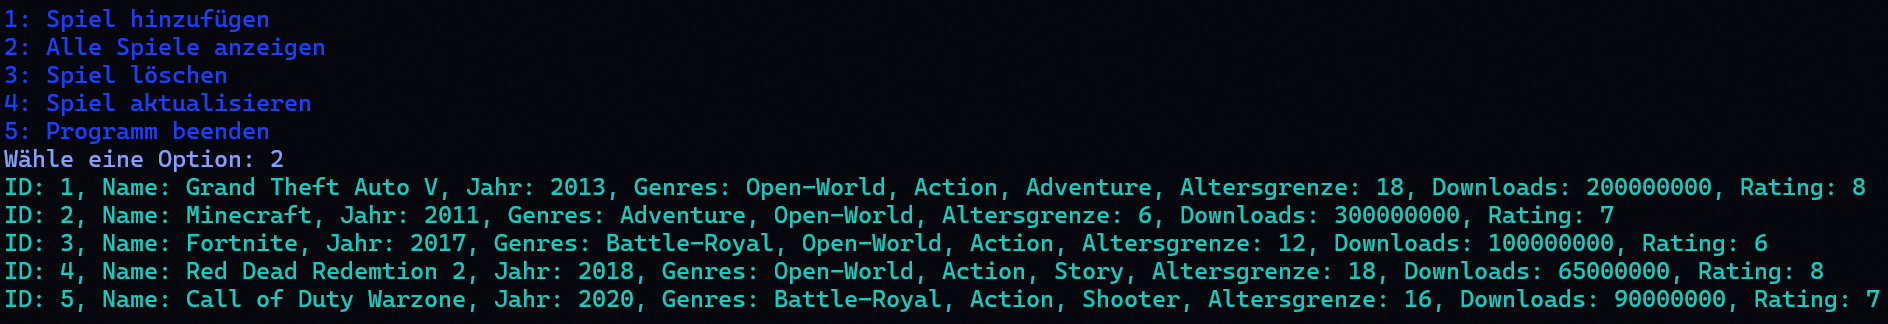 1: Spiel hinzufügen
2: Alle Spiele anzeigen
3: Spiel löschen
4: Spiel aktualisieren
5: Programm beenden
Wähle eine Option: 2
ID: 1, Name: Grand Theft Auto V, Jahr: 2013, Genres: Open-World, Action, Adventure, Altersgrenze: 18, Downloads: 200000000, Rating: 8
ID: 2, Name: Minecraft, Jahr: 2011, Genres: Adventure, Open-World, Altersgrenze: 6, Downloads: 300000000, Rating: 7
ID: 3, Name: Fortnite, Jahr: 2017, Genres: Battle-Royal, Open-World, Action, Altersgrenze: 12, Downloads: 100000000, Rating: 6
ID: 4, Name: Red Dead Redemtion 2, Jahr: 2018, Genres: Open-World, Action, Story, Altersgrenze: 18, Downloads: 65000000, Rating: 8
ID: 5, Name: Call of Duty Warzone, Jahr: 2020, Genres: Battle-Royal, Action, Shooter, Altersgrenze: 16, Downloads: 90000000, Rating: 7